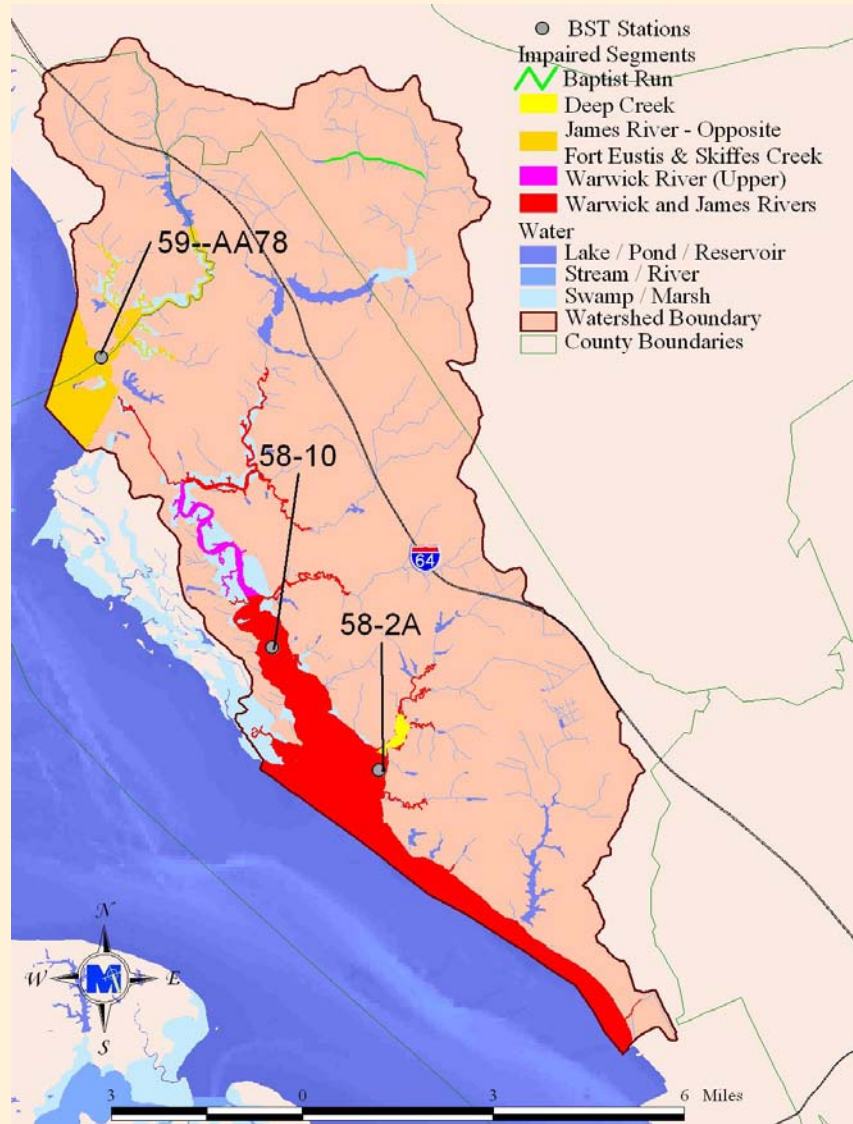 BST Stations
Impaired Segments
Baptist Run
Deep Creek
James River - Opposite
Fort Eustis & Skiffes Creek
Warwick River (Upper)
Warwick and James Rivers
Water
Lake / Pond / Reservoir
Stream / River
Swamp / Marsh
Watershed Boundary
County Boundaries
59--AA78
58-10
64
58-2A
N
W M E
S
3 0 3 6 Miles